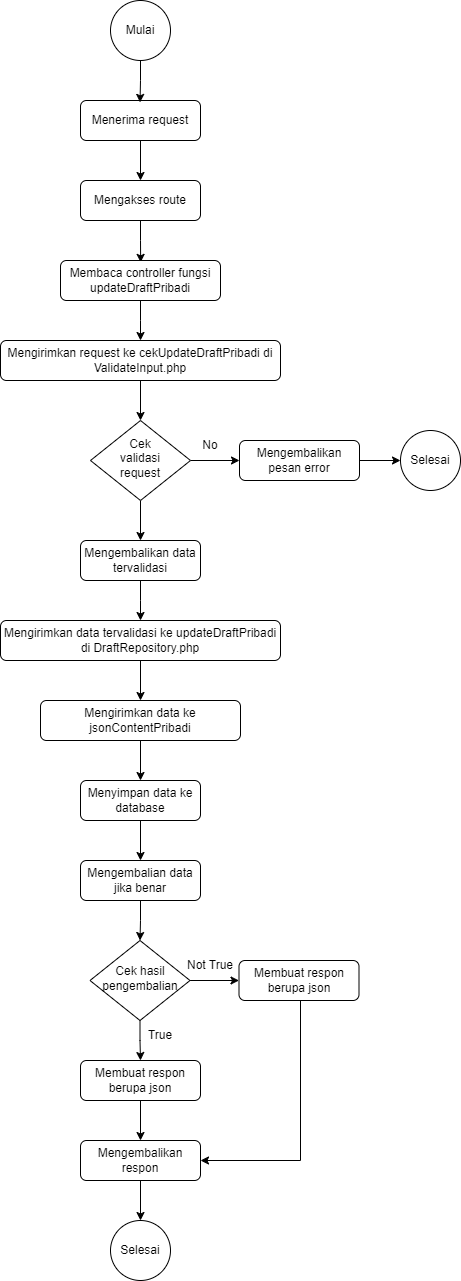 Mulai
Menerima request
Mengakses route
Membaca controller fungsi
updateDraftPribadi
Mengirimkan request ke cekUpdateDraftPribadi di
ValidateInput.php
Cek
validasi
request
No
Mengembalikan
pesan error
Selesai
Mengembalikan data
tervalidasi
Mengirimkan data tervalidasi ke updateDraftPribadi
di DraftRepository.php
Mengirimkan data ke
jsonContentPribadi
Menyimpan data ke
database
Mengembalian data
jika benar
Cek hasil
pengembalian
Not True
Membuat respon
berupa json
True
Membuat respon
berupa json
Mengembalikan
respon
Selesai